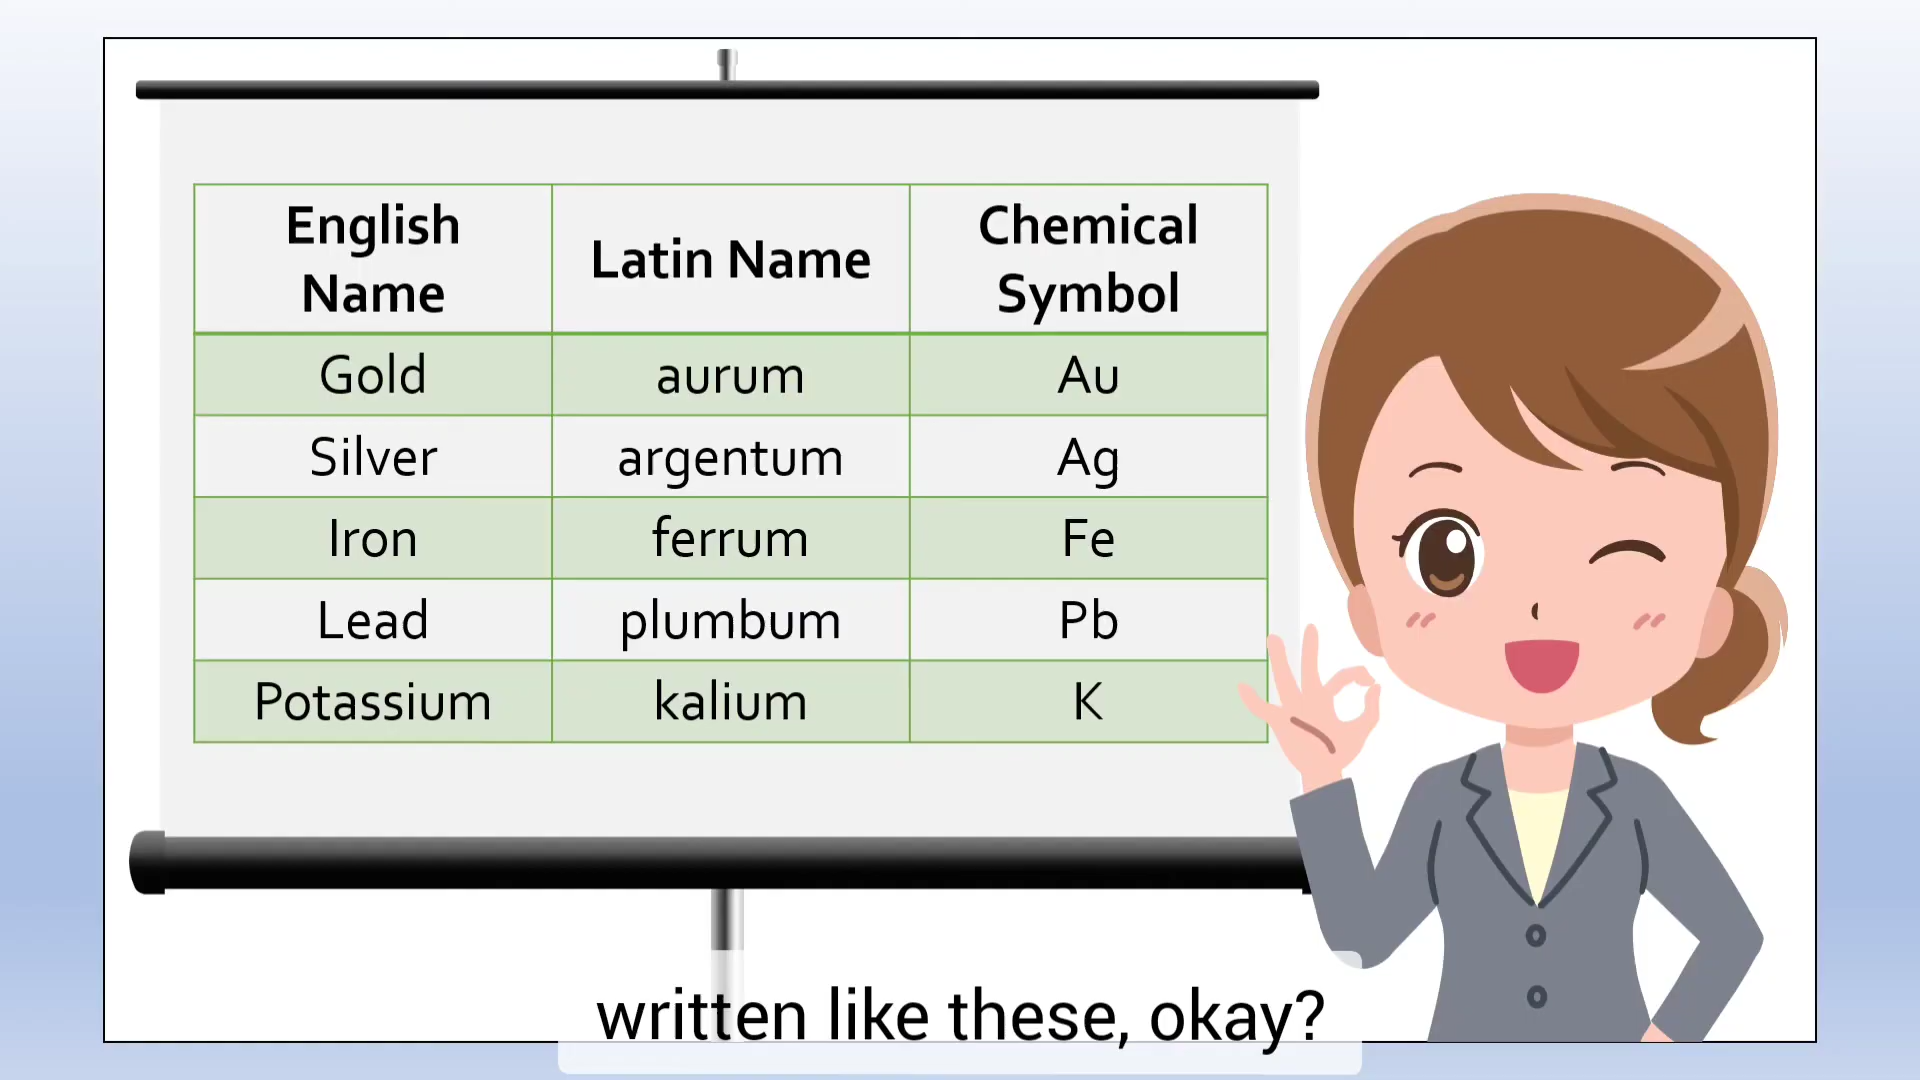 English
Name
Latin Name
Chemical
Symbol
Gold
aurum
Au
Silver
argentum
Ag
Iron
ferrum
Fe
Lead
plumbum
Pb
Potassium
kalium
K
written like these, okay?